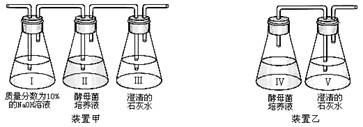 I II III IV V
质量分数为10% 酵母菌 澄清的 酵母菌 澄清的
的NaOH溶液 培养液 石灰水 培养液 石灰水
装置甲 装置乙